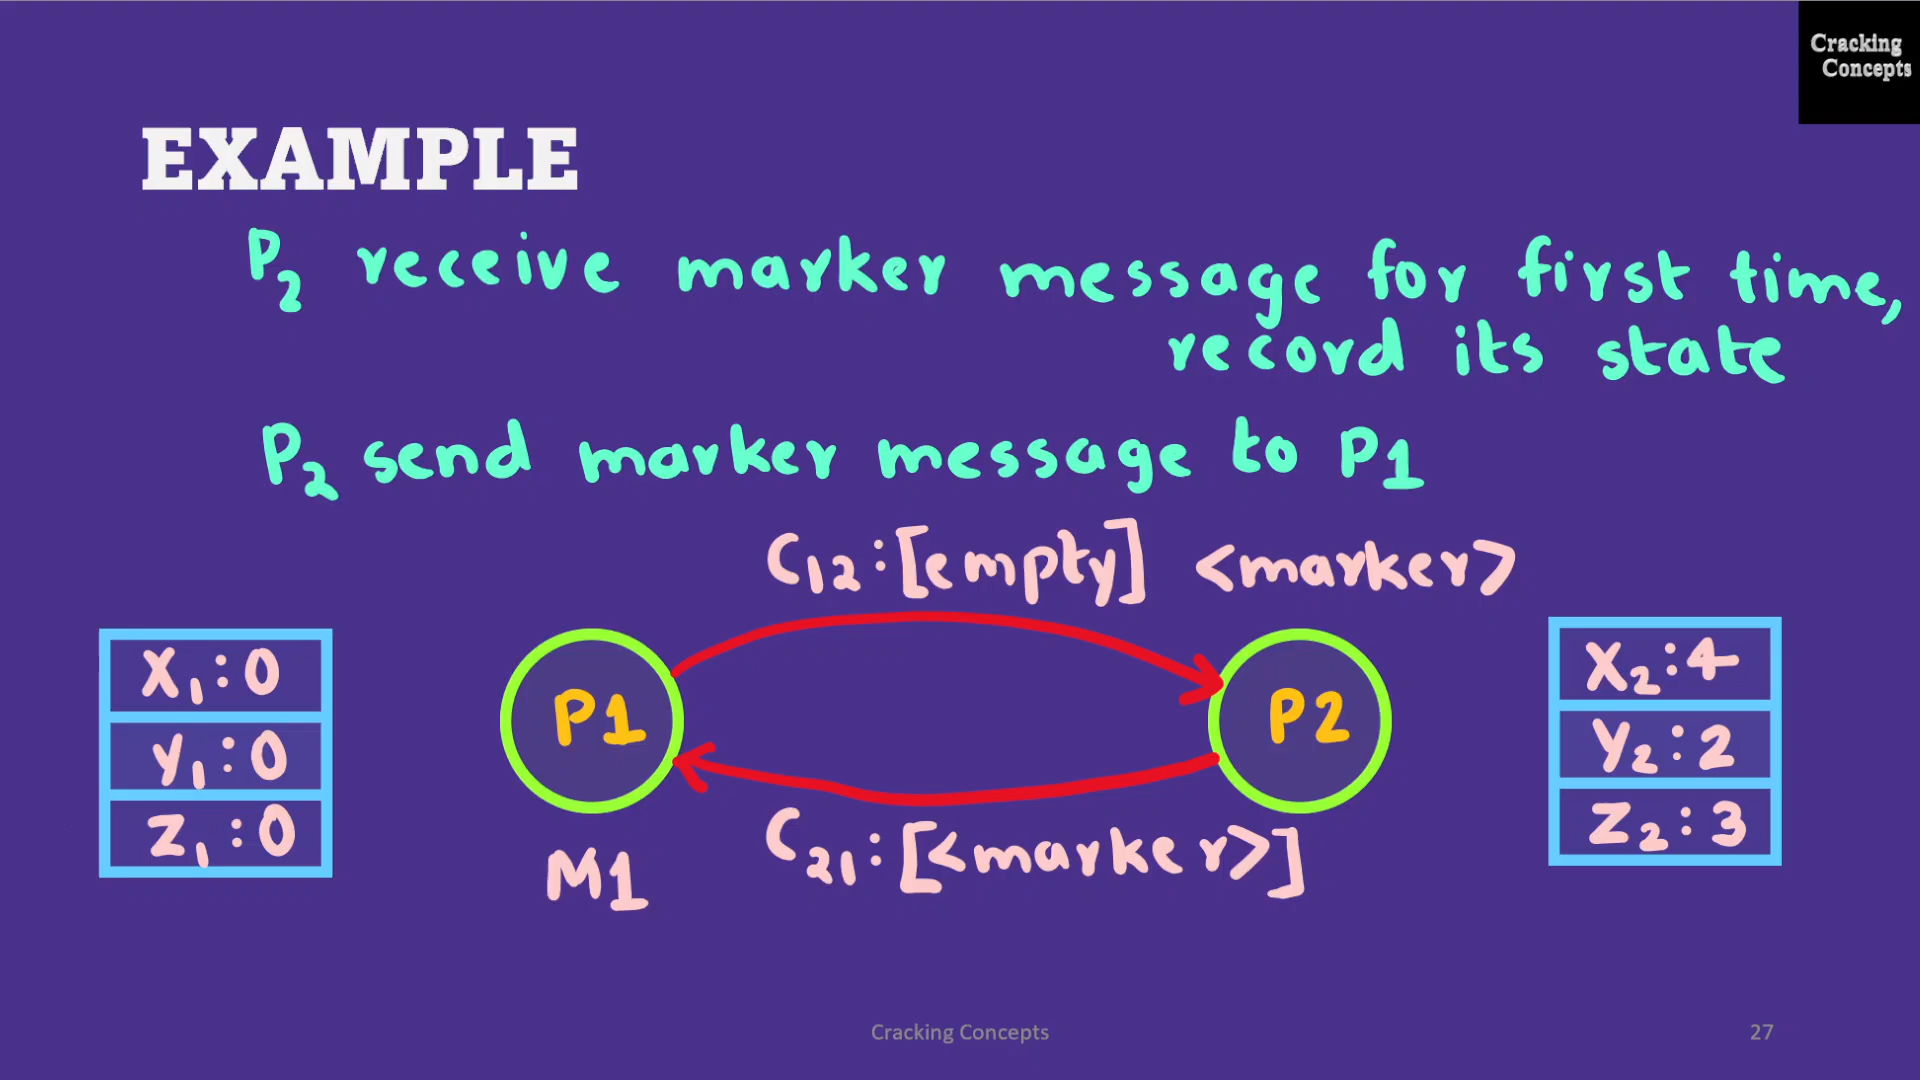 Cracking
Concepts
EXAMPLE
P2 receive marker message for first time,
record its state
P2 send marker message to P1
C12:[empty] <marker>
X1:0
Y1:0
Z1:0
P1
P2
X2:4
Y2:2
Z2:3
M1
C21:[<marker>]
Cracking Concepts
27